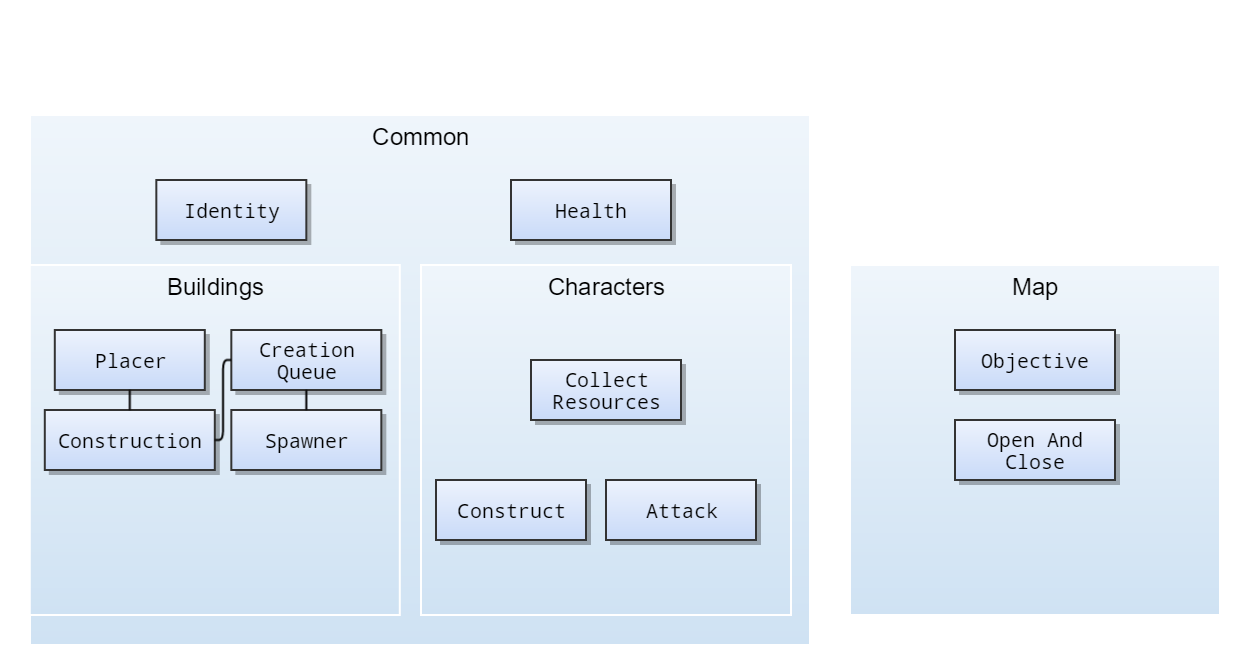 Common
Identity
Health
Buildings
Placer
Creation
Queue
Construction
Spawner
Characters
Collect
Resources
Construct
Attack
Map
Objective
Open And
Close